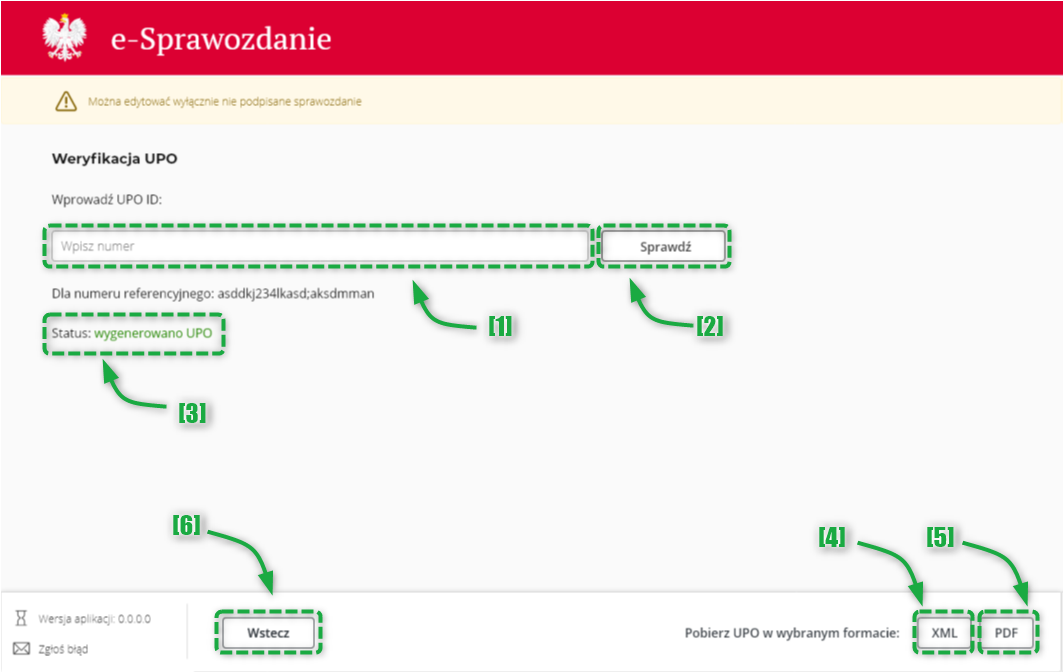 e-Sprawozdanie
Można edytować wyłącznie nie podpisane sprawozdanie
Weryfikacja UPO
Wprowadź UPO ID:
Wpisz numer
Sprawdź
Dla numeru referencyjnego: asddkj234lkasd;aksdmman
[1]
[2]
Status: wygenerowano UPO
[3]
[6]
[4]
[5]
Wersja aplikacji: 0.0.0.0
Zgłoś błąd
Wstecz
Pobierz UPO w wybranym formacie:
XML
PDF